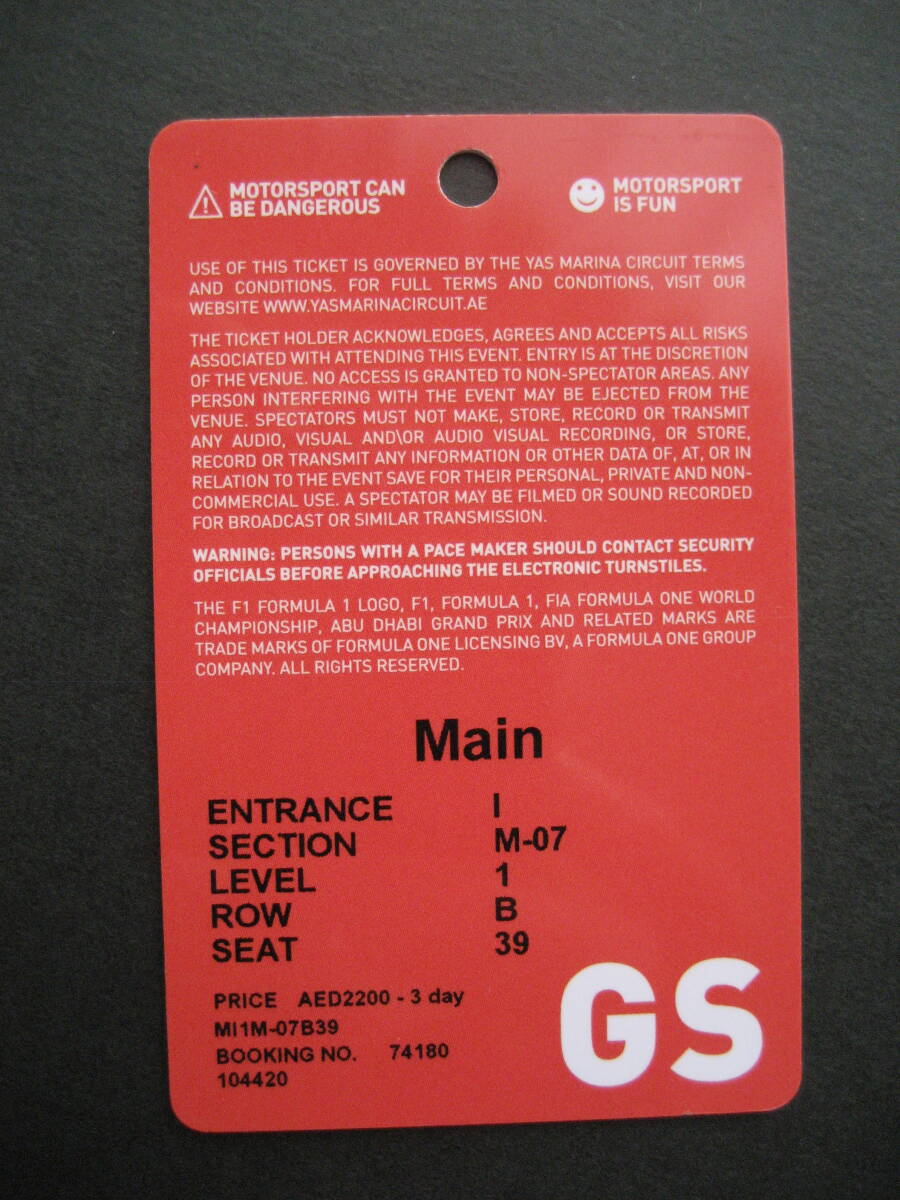 MOTORSPORT CAN
BE DANGEROUS
MOTORSPORT
IS FUN
USE OF THIS TICKET IS GOVERNED BY THE YAS MARINA CIRCUIT TERMS
AND CONDITIONS. FOR FULL TERMS AND CONDITIONS, VISIT OUR
WEBSITE WWW.YASMARINACIRCUIT.AE
THE TICKET HOLDER ACKNOWLEDGES, AGREES AND ACCEPTS ALL RISKS
ASSOCIATED WITH ATTENDING THIS EVENT. ENTRY IS AT THE DISCRETION
OF THE VENUE. NO ACCESS IS GRANTED TO NON-SPECTATOR AREAS. ANY
PERSON INTERFERING WITH THE EVENT MAY BE EJECTED FROM THE
VENUE. SPECTATORS MUST NOT MAKE, STORE, RECORD OR TRANSMIT
ANY AUDIO, VISUAL AND\OR AUDIO VISUAL RECORDING, OR STORE,
RECORD OR TRANSMIT ANY INFORMATION OR OTHER DATA OF, AT, OR IN
RELATION TO THE EVENT SAVE FOR THEIR PERSONAL, PRIVATE AND NON-
COMMERCIAL USE. A SPECTATOR MAY BE FILMED OR SOUND RECORDED
FOR BROADCAST OR SIMILAR TRANSMISSION.
WARNING: PERSONS WITH A PACE MAKER SHOULD CONTACT SECURITY
OFFICIALS BEFORE APPROACHING THE ELECTRONIC TURNSTILES.
THE F1 FORMULA 1 LOGO, F1, FORMULA 1, FIA FORMULA ONE WORLD
CHAMPIONSHIP, ABU DHABI GRAND PRIX AND RELATED MARKS ARE
TRADE MARKS OF FORMULA ONE LICENSING BV, A FORMULA ONE GROUP
COMPANY. ALL RIGHTS RESERVED.
Main
ENTRANCE I
SECTION M-07
LEVEL 1
ROW B
SEAT 39
PRICE AED2200 - 3 day
MI1M-07B39
BOOKING NO. 74180
104420
GS